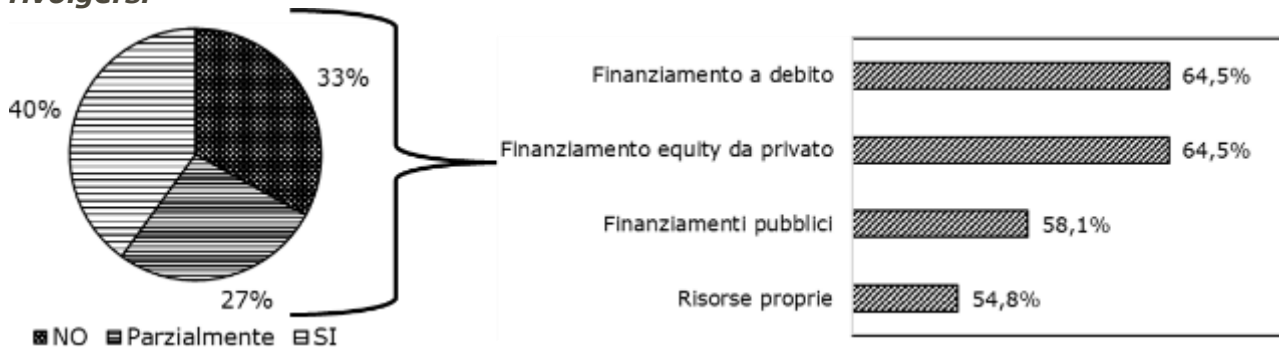 rivolgersi
33%
40%
27%
NO Parzialmente SI
Finanziamento a debito 64,5%
Finanziamento equity da privato 64,5%
Finanziamenti pubblici 58,1%
Risorse proprie 54,8%